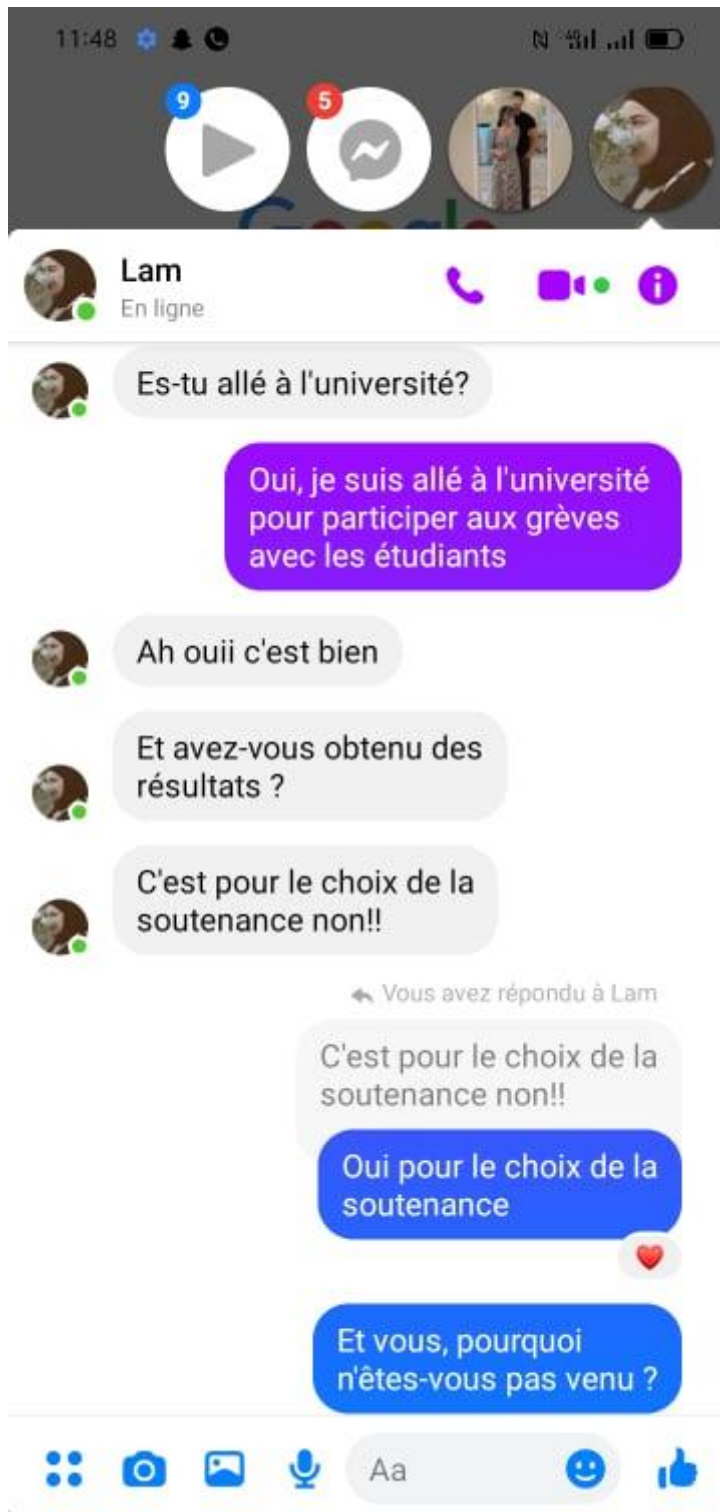 11:48
9
5
Google
Lam
En ligne
Es-tu allé à l'université?
Oui, je suis allé à l'université
pour participer aux grèves
avec les étudiants
Ah ouii c'est bien
Et avez-vous obtenu des
résultats ?
C'est pour le choix de la
soutenance non!!
Vous avez répondu à Lam
C'est pour le choix de la
soutenance non!!
Oui pour le choix de la
soutenance
Et vous, pourquoi
n'êtes-vous pas venu ?
Aa